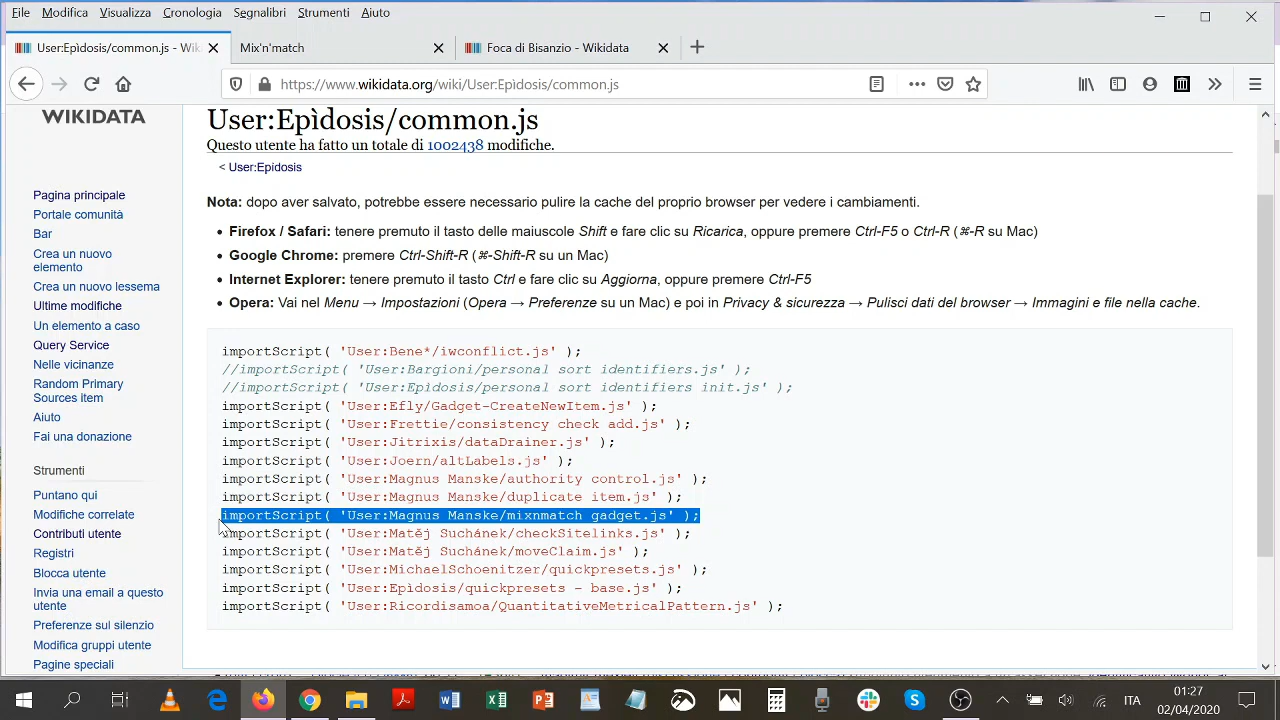 File Modifica Visualizza Cronologia Segnalibri Strumenti Aiuto
User:Epìdosis/common.js - Wik
Mix'n'match
Foca di Bisanzio - Wikidata
https://www.wikidata.org/wiki/User:Epìdosis/common.js
WIKIDATA
Pagina principale
Portale comunità
Bar
Crea un nuovo
elemento
Crea un nuovo lessema
Ultime modifiche
Un elemento a caso
Query Service
Nelle vicinanze
Random Primary
Sources item
Aiuto
Fai una donazione
Strumenti
Puntano qui
Modifiche correlate
Contributi utente
Registri
Blocca utente
Invia una email a questo
utente
Preferenze sul silenzio
Modifica gruppi utente
Pagine speciali
User:Epìdosis/common.js
Questo utente ha fatto un totale di 1002438 modifiche.
< User:Epìdosis
Nota: dopo aver salvato, potrebbe essere necessario pulire la cache del proprio browser per vedere i cambiamenti.
Firefox / Safari: tenere premuto il tasto delle maiuscole Shift e fare clic su Ricarica, oppure premere Ctrl-F5 o Ctrl-R (⌘-R su Mac)
Google Chrome: premere Ctrl-Shift-R (⌘-Shift-R su un Mac)
Internet Explorer: tenere premuto il tasto Ctrl e fare clic su Aggiorna, oppure premere Ctrl-F5
Opera: Vai nel Menu → Impostazioni (Opera → Preferenze su un Mac) e poi in Privacy & sicurezza → Pulisci dati del browser → Immagini e file nella cache.
importScript( 'User:Bene*/iwconflict.js' );
//importScript( 'User:Bargioni/personal sort identifiers.js' );
//importScript( 'User:Epìdosis/personal sort identifiers init.js' );
importScript( 'User:Efly/Gadget-CreateNewItem.js' );
importScript( 'User:Frettie/consistency check add.js' );
importScript( 'User:Jitrixis/dataDrainer.js' );
importScript( 'User:Joern/altLabels.js' );
importScript( 'User:Magnus Manske/authority control.js' );
importScript( 'User:Magnus Manske/duplicate item.js' );
importScript( 'User:Magnus Manske/mixnmatch gadget.js' );
importScript( 'User:Matěj Suchánek/checkSitelinks.js' );
importScript( 'User:Matěj Suchánek/moveClaim.js' );
importScript( 'User:MichaelSchoenitzer/quickpresets.js' );
importScript( 'User:Epìdosis/quickpresets - base.js' );
importScript( 'User:Ricordisamoa/QuantitativeMetricalPattern.js' );
ITA
01:27
02/04/2020